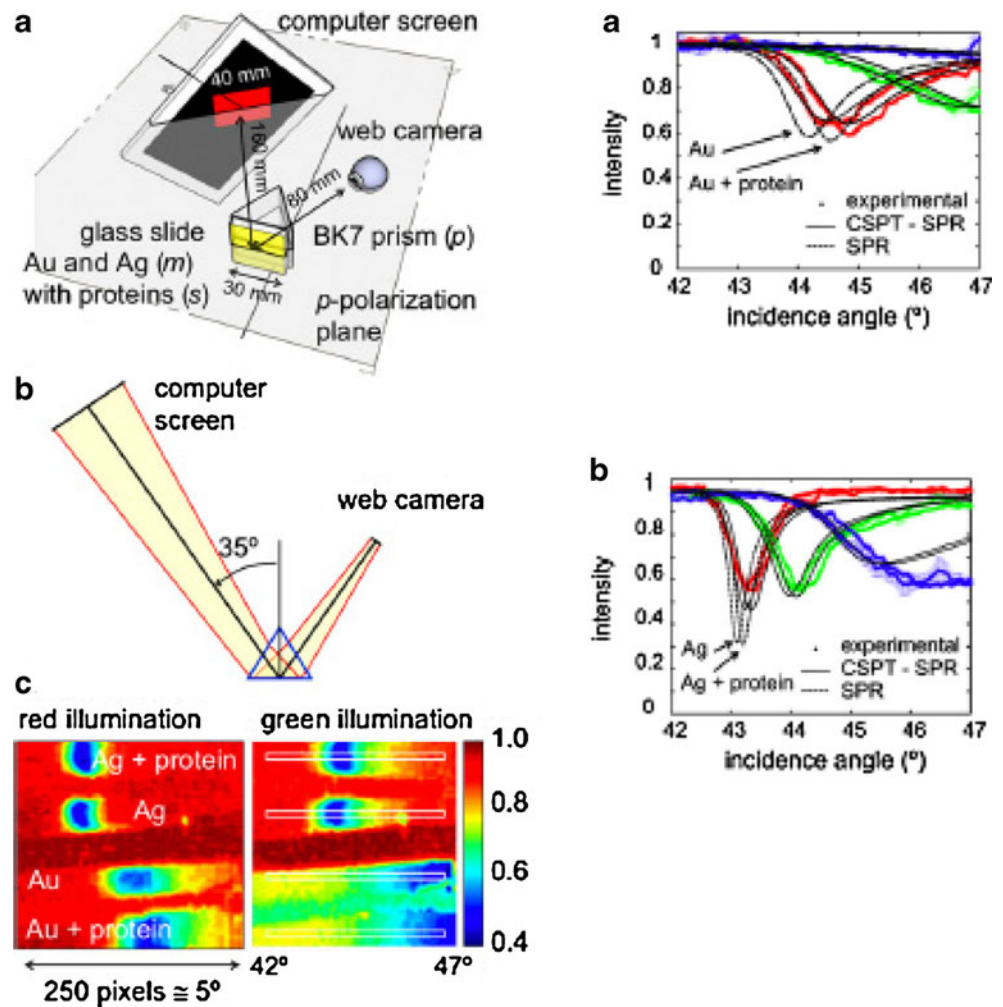 a
computer screen
40 mm
160 mm
web camera
80 mm
glass slide
BK7 prism (p)
Au and Ag (m)
with proteins (s)
30 mm
p-polarization
plane
b
computer
screen
web camera
35º
c
red illumination
green illumination
Ag + protein
Ag
Au
Au + protein
1.0
0.8
0.6
0.4
42º
47º
250 pixels ≅ 5º
a
1
0.8
0.6
0.4
0.2
0
intensity
Au
Au + protein
experimental
CSPT - SPR
SPR
42 43 44 45 46 47
incidence angle (º)
b
1
0.8
0.6
0.4
0.2
0
intensity
Ag
Ag + protein
experimental
CSPT - SPR
SPR
42 43 44 45 46 47
incidence angle (º)